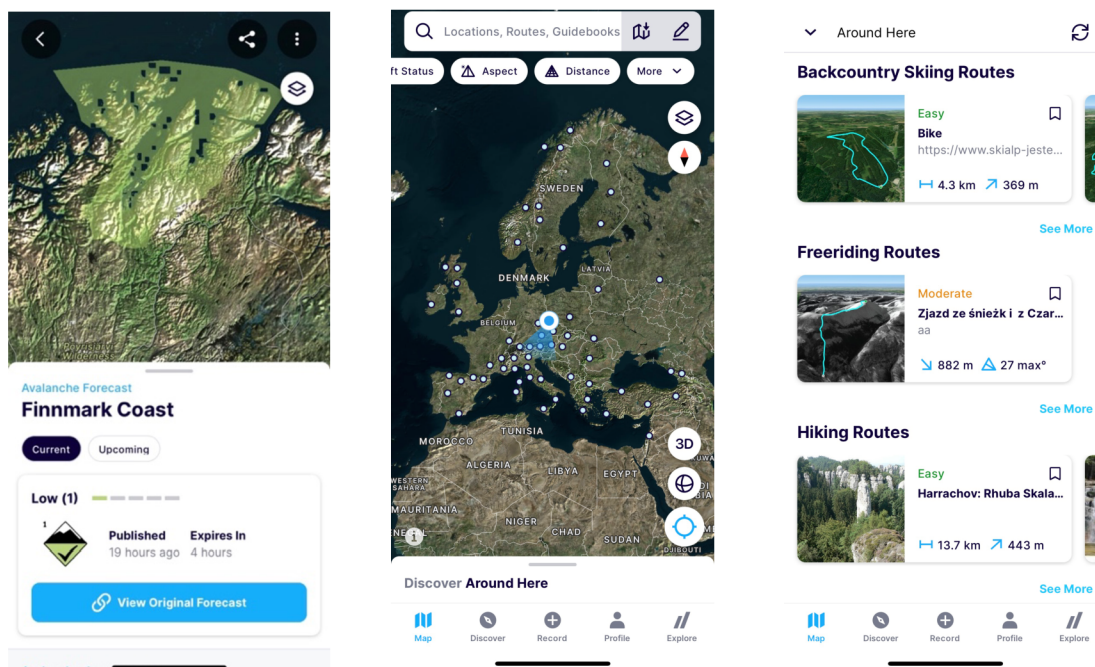 Wilderness
Avalanche Forecast
Finnmark Coast
Current
Upcoming
Low (1)
1
Published
Expires In
19 hours ago
4 hours
View Original Forecast
Locations, Routes, Guidebooks
ft Status
Aspect
Distance
More
SWEDEN
LATVIA
DENMARK
BELGIUM
TUNISIA
MOROCCO
3D
ALGERIA
LIBYA
EGYPT
WESTERN
SAHARA
MAURITANIA
NIGER
CHAD
SUDAN
DJIBOUTI
Discover Around Here
Map
Discover
Record
Profile
Explore
Around Here
Backcountry Skiing Routes
Easy
Bike
https://www.skialp-jeste...
4.3 km
369 m
See More
Freeriding Routes
Moderate
Zjazd ze śnieżk i z Czar...
aa
882 m
27 max°
See More
Hiking Routes
Easy
Harrachov: Rhuba Skala...
13.7 km
443 m
See More
Map
Discover
Record
Profile
Explore